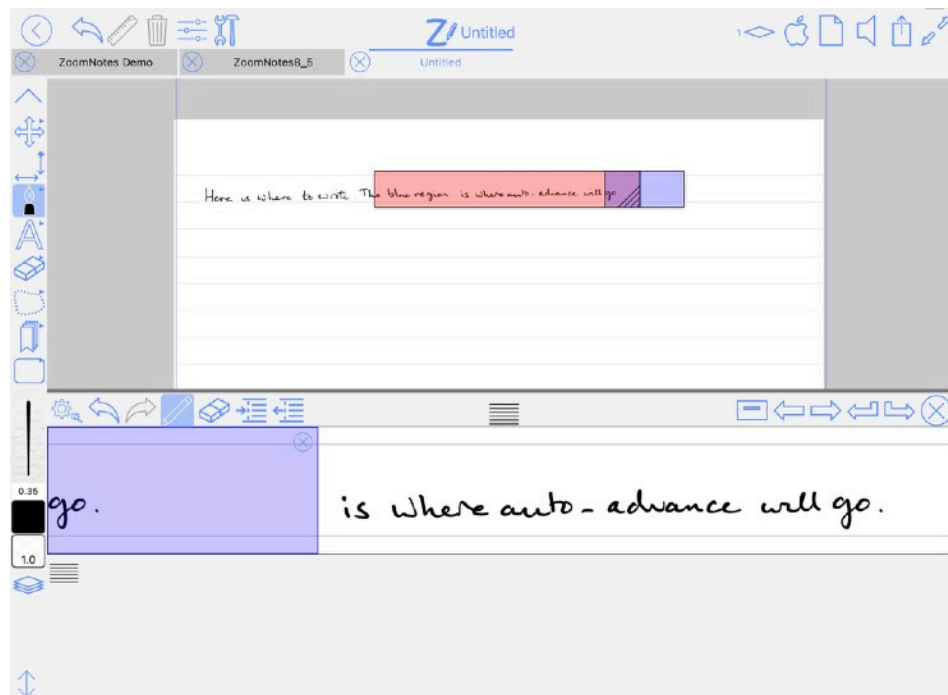 Z Untitled
1
ZoomNotes Demo
ZoomNotes8_5
Untitled
Here is where to write. The blue region is where auto-advance will go.
A
0.35
go.
is where auto-advance will go.
1.0